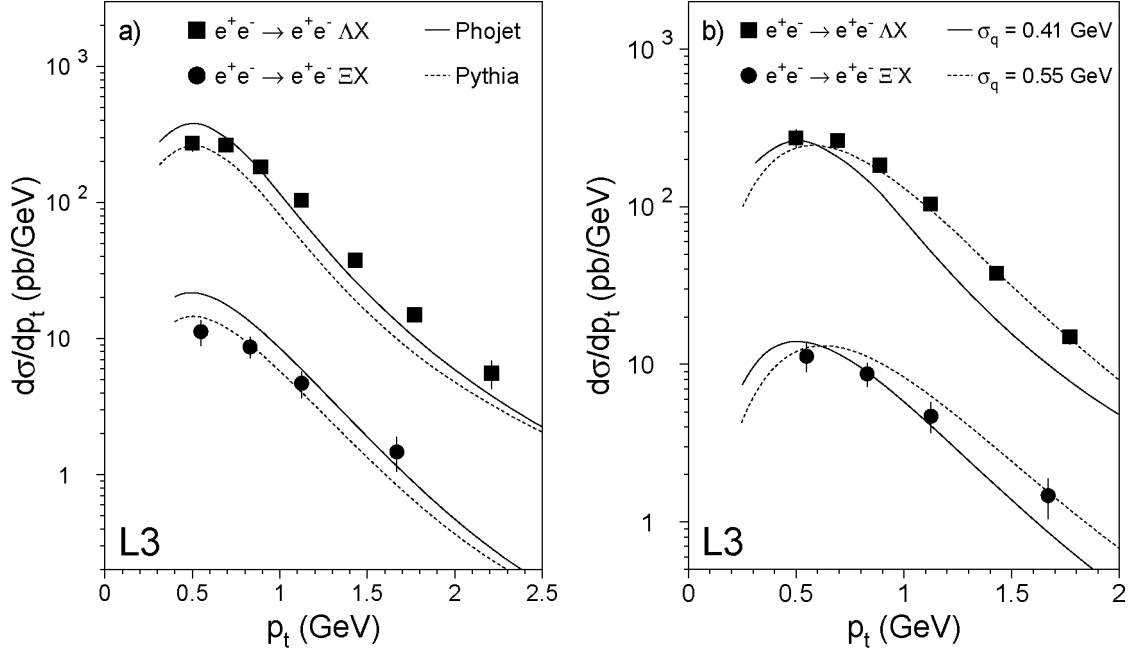 a)
e⁺e⁻ → e⁺e⁻ ΛX
Phojet
e⁺e⁻ → e⁺e⁻ ΞX
Pythia
10³
10²
10
1
dσ/dpₜ (pb/GeV)
L3
0 0.5 1 1.5 2 2.5
pₜ (GeV)
b)
e⁺e⁻ → e⁺e⁻ ΛX
σ_q = 0.41 GeV
e⁺e⁻ → e⁺e⁻ Ξ⁻X
σ_q = 0.55 GeV
10³
10²
10
1
dσ/dpₜ (pb/GeV)
L3
0 0.5 1 1.5 2
pₜ (GeV)